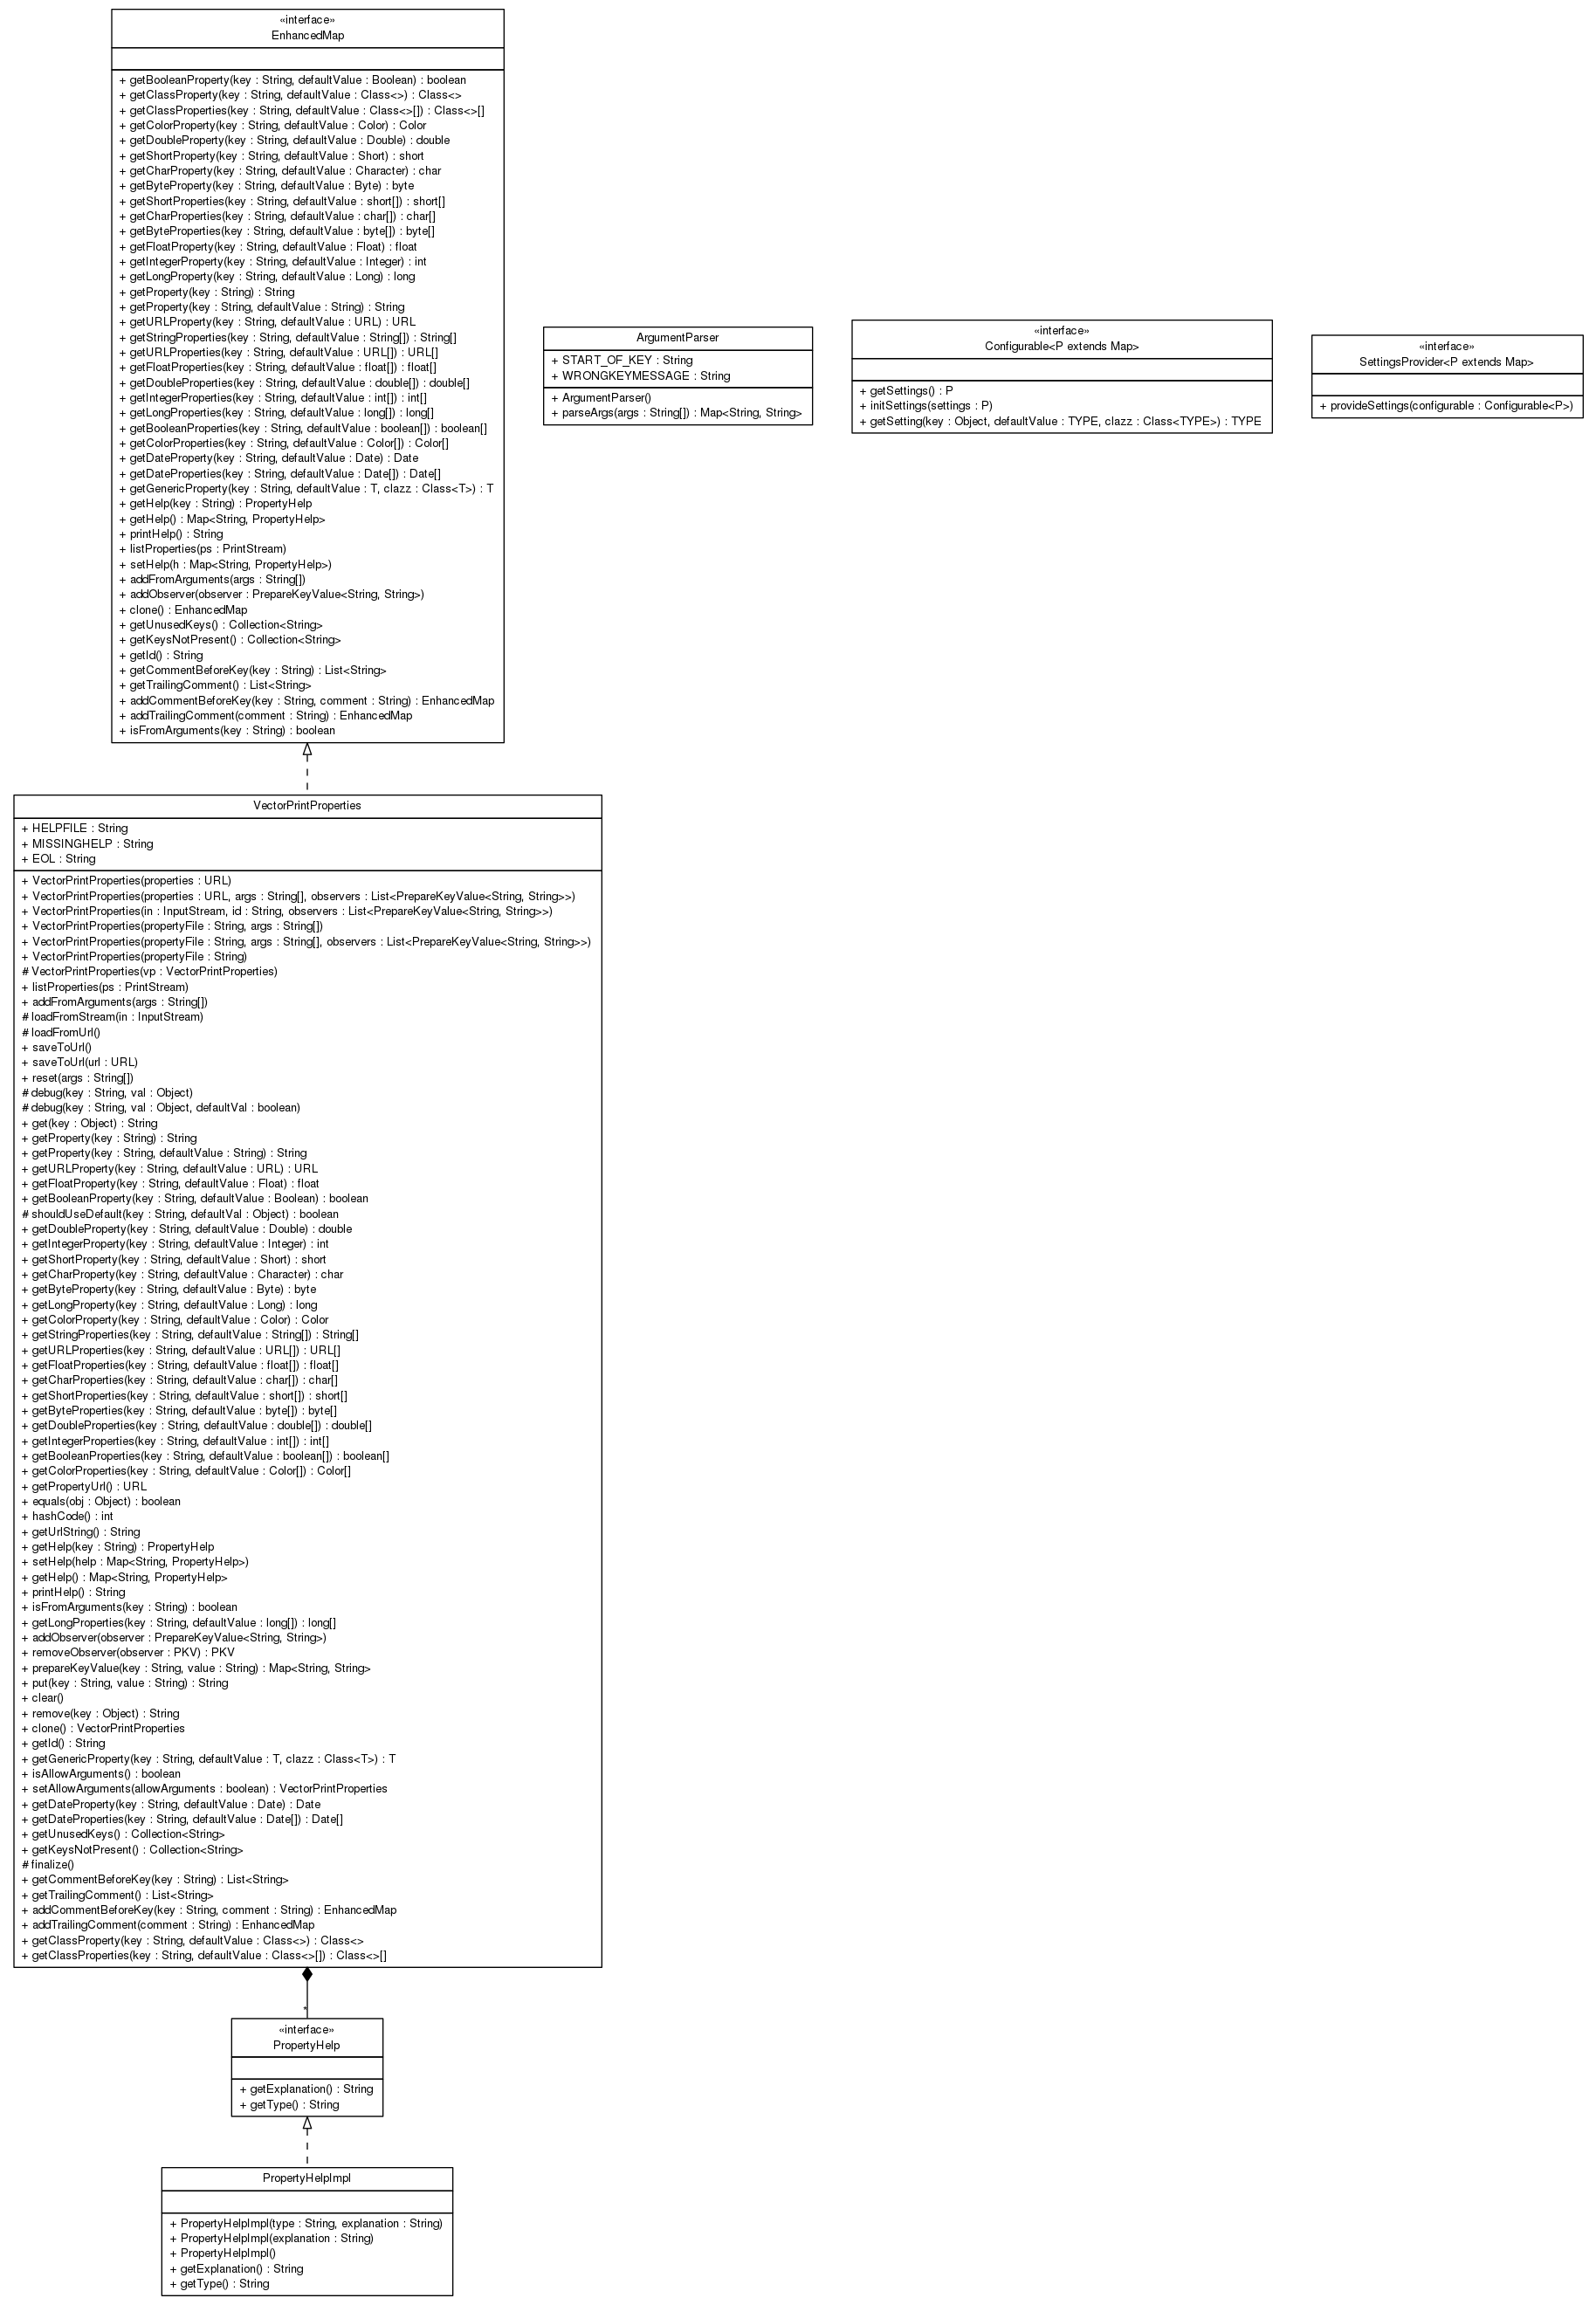 «interface»
EnhancedMap
+ getBooleanProperty(key : String, defaultValue : Boolean) : boolean
+ getClassProperty(key : String, defaultValue : Class<>) : Class<>
+ getClassProperties(key : String, defaultValue : Class<>[]) : Class<>[]
+ getColorProperty(key : String, defaultValue : Color) : Color
+ getDoubleProperty(key : String, defaultValue : Double) : double
+ getShortProperty(key : String, defaultValue : Short) : short
+ getCharProperty(key : String, defaultValue : Character) : char
+ getByteProperty(key : String, defaultValue : Byte) : byte
+ getShortProperties(key : String, defaultValue : short[]) : short[]
+ getCharProperties(key : String, defaultValue : char[]) : char[]
+ getByteProperties(key : String, defaultValue : byte[]) : byte[]
+ getFloatProperty(key : String, defaultValue : Float) : float
+ getIntegerProperty(key : String, defaultValue : Integer) : int
+ getLongProperty(key : String, defaultValue : Long) : long
+ getProperty(key : String) : String
+ getProperty(key : String, defaultValue : String) : String
+ getURLProperty(key : String, defaultValue : URL) : URL
+ getStringProperties(key : String, defaultValue : String[]) : String[]
+ getURLProperties(key : String, defaultValue : URL[]) : URL[]
+ getFloatProperties(key : String, defaultValue : float[]) : float[]
+ getDoubleProperties(key : String, defaultValue : double[]) : double[]
+ getIntegerProperties(key : String, defaultValue : int[]) : int[]
+ getLongProperties(key : String, defaultValue : long[]) : long[]
+ getBooleanProperties(key : String, defaultValue : boolean[]) : boolean[]
+ getColorProperties(key : String, defaultValue : Color[]) : Color[]
+ getDateProperty(key : String, defaultValue : Date) : Date
+ getDateProperties(key : String, defaultValue : Date[]) : Date[]
+ getGenericProperty(key : String, defaultValue : T, clazz : Class<T>) : T
+ getHelp(key : String) : PropertyHelp
+ getHelp() : Map<String, PropertyHelp>
+ printHelp() : String
+ listProperties(ps : PrintStream)
+ setHelp(h : Map<String, PropertyHelp>)
+ addFromArguments(args : String[])
+ addObserver(observer : PrepareKeyValue<String, String>)
+ clone() : EnhancedMap
+ getUnusedKeys() : Collection<String>
+ getKeysNotPresent() : Collection<String>
+ getId() : String
+ getCommentBeforeKey(key : String) : List<String>
+ getTrailingComment() : List<String>
+ addCommentBeforeKey(key : String, comment : String) : EnhancedMap
+ addTrailingComment(comment : String) : EnhancedMap
+ isFromArguments(key : String) : boolean
ArgumentParser
+ START_OF_KEY : String
+ WRONGKEYMESSAGE : String
+ ArgumentParser()
+ parseArgs(args : String[]) : Map<String, String>
«interface»
Configurable<P extends Map>
+ getSettings() : P
+ initSettings(settings : P)
+ getSetting(key : Object, defaultValue : TYPE, clazz : Class<TYPE>) : TYPE
«interface»
SettingsProvider<P extends Map>
+ provideSettings(configurable : Configurable<P>)
VectorPrintProperties
+ HELPFILE : String
+ MISSINGHELP : String
+ EOL : String
+ VectorPrintProperties(properties : URL)
+ VectorPrintProperties(properties : URL, args : String[], observers : List<PrepareKeyValue<String, String>>)
+ VectorPrintProperties(in : InputStream, id : String, observers : List<PrepareKeyValue<String, String>>)
+ VectorPrintProperties(propertyFile : String, args : String[])
+ VectorPrintProperties(propertyFile : String, args : String[], observers : List<PrepareKeyValue<String, String>>)
+ VectorPrintProperties(propertyFile : String)
# VectorPrintProperties(vp : VectorPrintProperties)
+ listProperties(ps : PrintStream)
+ addFromArguments(args : String[])
# loadFromStream(in : InputStream)
# loadFromUrl()
+ saveToUrl()
+ saveToUrl(url : URL)
+ reset(args : String[])
# debug(key : String, val : Object)
# debug(key : String, val : Object, defaultVal : boolean)
+ get(key : Object) : String
+ getProperty(key : String) : String
+ getProperty(key : String, defaultValue : String) : String
+ getURLProperty(key : String, defaultValue : URL) : URL
+ getFloatProperty(key : String, defaultValue : Float) : float
+ getBooleanProperty(key : String, defaultValue : Boolean) : boolean
# shouldUseDefault(key : String, defaultVal : Object) : boolean
+ getDoubleProperty(key : String, defaultValue : Double) : double
+ getIntegerProperty(key : String, defaultValue : Integer) : int
+ getShortProperty(key : String, defaultValue : Short) : short
+ getCharProperty(key : String, defaultValue : Character) : char
+ getByteProperty(key : String, defaultValue : Byte) : byte
+ getLongProperty(key : String, defaultValue : Long) : long
+ getColorProperty(key : String, defaultValue : Color) : Color
+ getStringProperties(key : String, defaultValue : String[]) : String[]
+ getURLProperties(key : String, defaultValue : URL[]) : URL[]
+ getFloatProperties(key : String, defaultValue : float[]) : float[]
+ getCharProperties(key : String, defaultValue : char[]) : char[]
+ getShortProperties(key : String, defaultValue : short[]) : short[]
+ getByteProperties(key : String, defaultValue : byte[]) : byte[]
+ getDoubleProperties(key : String, defaultValue : double[]) : double[]
+ getIntegerProperties(key : String, defaultValue : int[]) : int[]
+ getBooleanProperties(key : String, defaultValue : boolean[]) : boolean[]
+ getColorProperties(key : String, defaultValue : Color[]) : Color[]
+ getPropertyUrl() : URL
+ equals(obj : Object) : boolean
+ hashCode() : int
+ getUrlString() : String
+ getHelp(key : String) : PropertyHelp
+ setHelp(help : Map<String, PropertyHelp>)
+ getHelp() : Map<String, PropertyHelp>
+ printHelp() : String
+ isFromArguments(key : String) : boolean
+ getLongProperties(key : String, defaultValue : long[]) : long[]
+ addObserver(observer : PrepareKeyValue<String, String>)
+ removeObserver(observer : PKV) : PKV
+ prepareKeyValue(key : String, value : String) : Map<String, String>
+ put(key : String, value : String) : String
+ clear()
+ remove(key : Object) : String
+ clone() : VectorPrintProperties
+ getId() : String
+ getGenericProperty(key : String, defaultValue : T, clazz : Class<T>) : T
+ isAllowArguments() : boolean
+ setAllowArguments(allowArguments : boolean) : VectorPrintProperties
+ getDateProperty(key : String, defaultValue : Date) : Date
+ getDateProperties(key : String, defaultValue : Date[]) : Date[]
+ getUnusedKeys() : Collection<String>
+ getKeysNotPresent() : Collection<String>
# finalize()
+ getCommentBeforeKey(key : String) : List<String>
+ getTrailingComment() : List<String>
+ addCommentBeforeKey(key : String, comment : String) : EnhancedMap
+ addTrailingComment(comment : String) : EnhancedMap
+ getClassProperty(key : String, defaultValue : Class<>) : Class<>
+ getClassProperties(key : String, defaultValue : Class<>[]) : Class<>[]
*
«interface»
PropertyHelp
+ getExplanation() : String
+ getType() : String
PropertyHelpImpl
+ PropertyHelpImpl(type : String, explanation : String)
+ PropertyHelpImpl(explanation : String)
+ PropertyHelpImpl()
+ getExplanation() : String
+ getType() : String